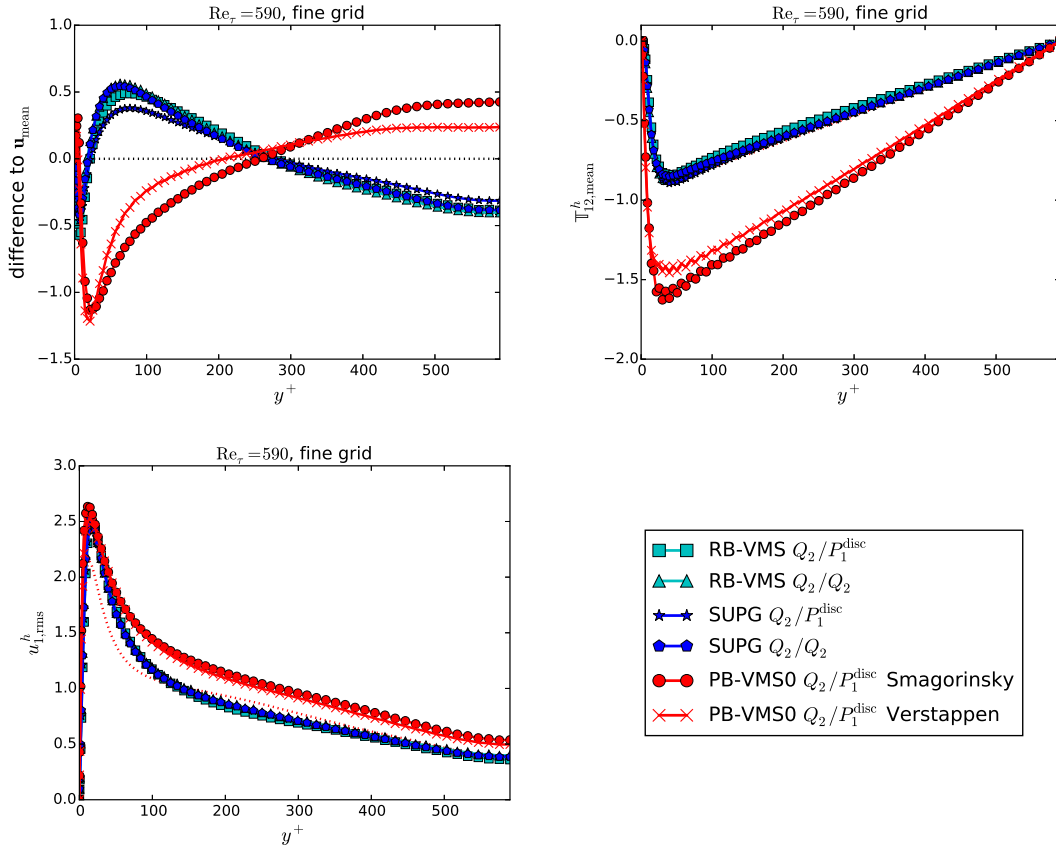 Re_τ = 590, fine grid
difference to u_mean
1.0
0.5
0.0
−0.5
−1.0
−1.5
0 100 200 300 400 500
y^+
Re_τ = 590, fine grid
𝕋^h_{12,mean}
0.0
−0.5
−1.0
−1.5
−2.0
0 100 200 300 400 500
y^+
Re_τ = 590, fine grid
u^h_{1,rms}
3.0
2.5
2.0
1.5
1.0
0.5
0.0
0 100 200 300 400 500
y^+
RB-VMS Q_2/P_1^disc
RB-VMS Q_2/Q_2
SUPG Q_2/P_1^disc
SUPG Q_2/Q_2
PB-VMS0 Q_2/P_1^disc Smagorinsky
PB-VMS0 Q_2/P_1^disc Verstappen